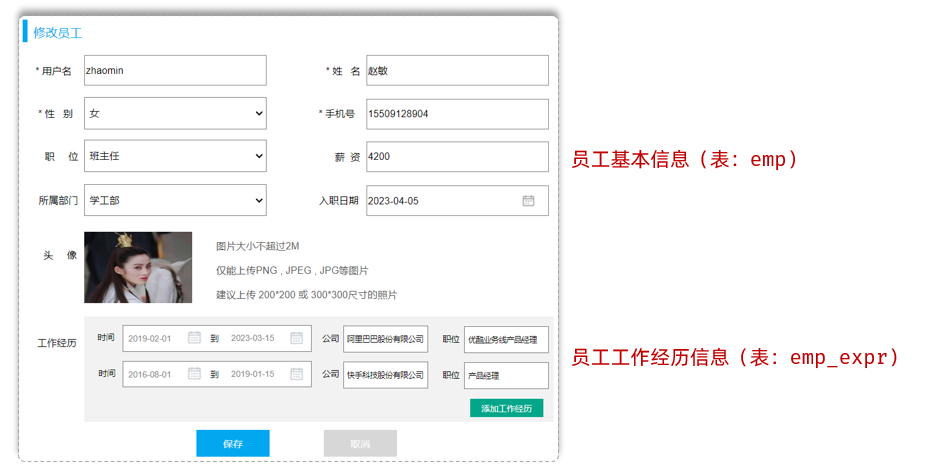 修改员工
* 用户名 zhaomin * 姓 名 赵敏
* 性 别 女 * 手机号 15509128904
职 位 班主任 薪 资 4200
员工基本信息（表：emp）
所属部门 学工部 入职日期 2023-04-05
头 像
图片大小不超过2M
仅能上传PNG , JPEG , JPG等图片
建议上传 200*200 或 300*300尺寸的照片
工作经历 时间 2019-02-01 到 2023-03-15 公司 阿里巴巴股份有限公司 职位 优酷业务线产品经理
员工工作经历信息（表：emp_expr）
时间 2016-08-01 到 2019-01-15 公司 快手科技股份有限公司 职位 产品经理
添加工作经历
保存 取消